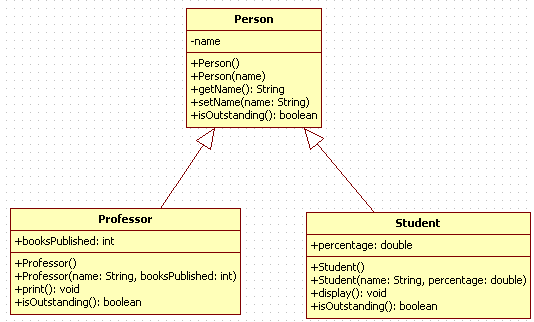 Person
-name
+Person()
+Person(name)
+getName(): String
+setName(name: String)
+isOutstanding(): boolean
Professor
+booksPublished: int
+Professor()
+Professor(name: String, booksPublished: int)
+print(): void
+isOutstanding(): boolean
Student
+percentage: double
+Student()
+Student(name: String, percentage: double)
+display(): void
+isOutstanding(): boolean